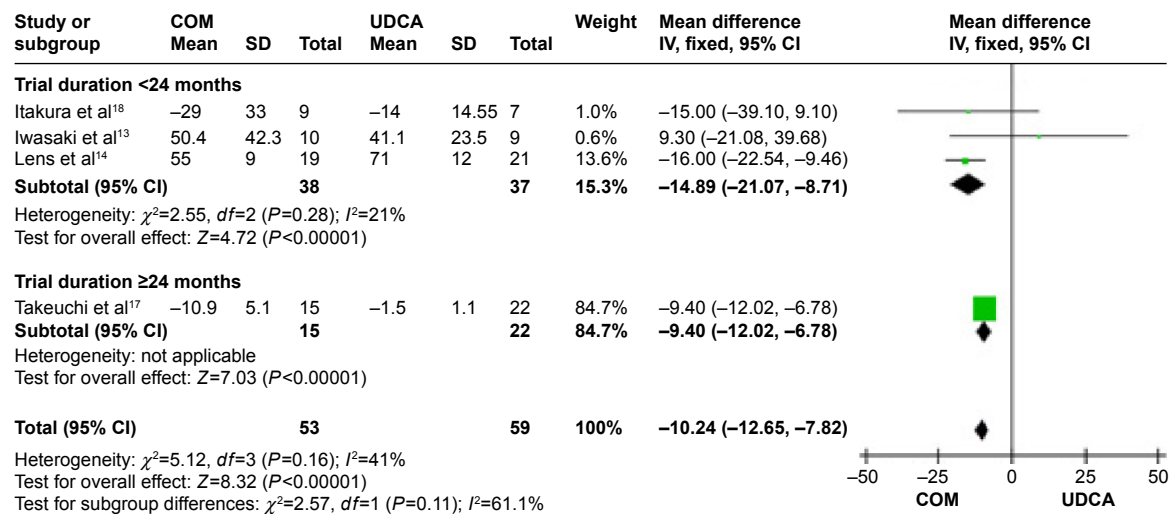 Study or subgroup COM Mean SD Total UDCA Mean SD Total Weight Mean difference IV, fixed, 95% CI Mean difference IV, fixed, 95% CI
Trial duration <24 months
Itakura et al¹⁸ –29 33 9 –14 14.55 7 1.0% –15.00 (–39.10, 9.10)
Iwasaki et al¹³ 50.4 42.3 10 41.1 23.5 9 0.6% 9.30 (–21.08, 39.68)
Lens et al¹⁴ 55 9 19 71 12 21 13.6% –16.00 (–22.54, –9.46)
Subtotal (95% CI) 38 37 15.3% –14.89 (–21.07, –8.71)
Heterogeneity: χ²=2.55, df=2 (P=0.28); I²=21%
Test for overall effect: Z=4.72 (P<0.00001)
Trial duration ≥24 months
Takeuchi et al¹⁷ –10.9 5.1 15 –1.5 1.1 22 84.7% –9.40 (–12.02, –6.78)
Subtotal (95% CI) 15 22 84.7% –9.40 (–12.02, –6.78)
Heterogeneity: not applicable
Test for overall effect: Z=7.03 (P<0.00001)
Total (95% CI) 53 59 100% –10.24 (–12.65, –7.82)
Heterogeneity: χ²=5.12, df=3 (P=0.16); I²=41%
Test for overall effect: Z=8.32 (P<0.00001)
Test for subgroup differences: χ²=2.57, df=1 (P=0.11); I²=61.1%
–50 –25 0 25 50
COM UDCA